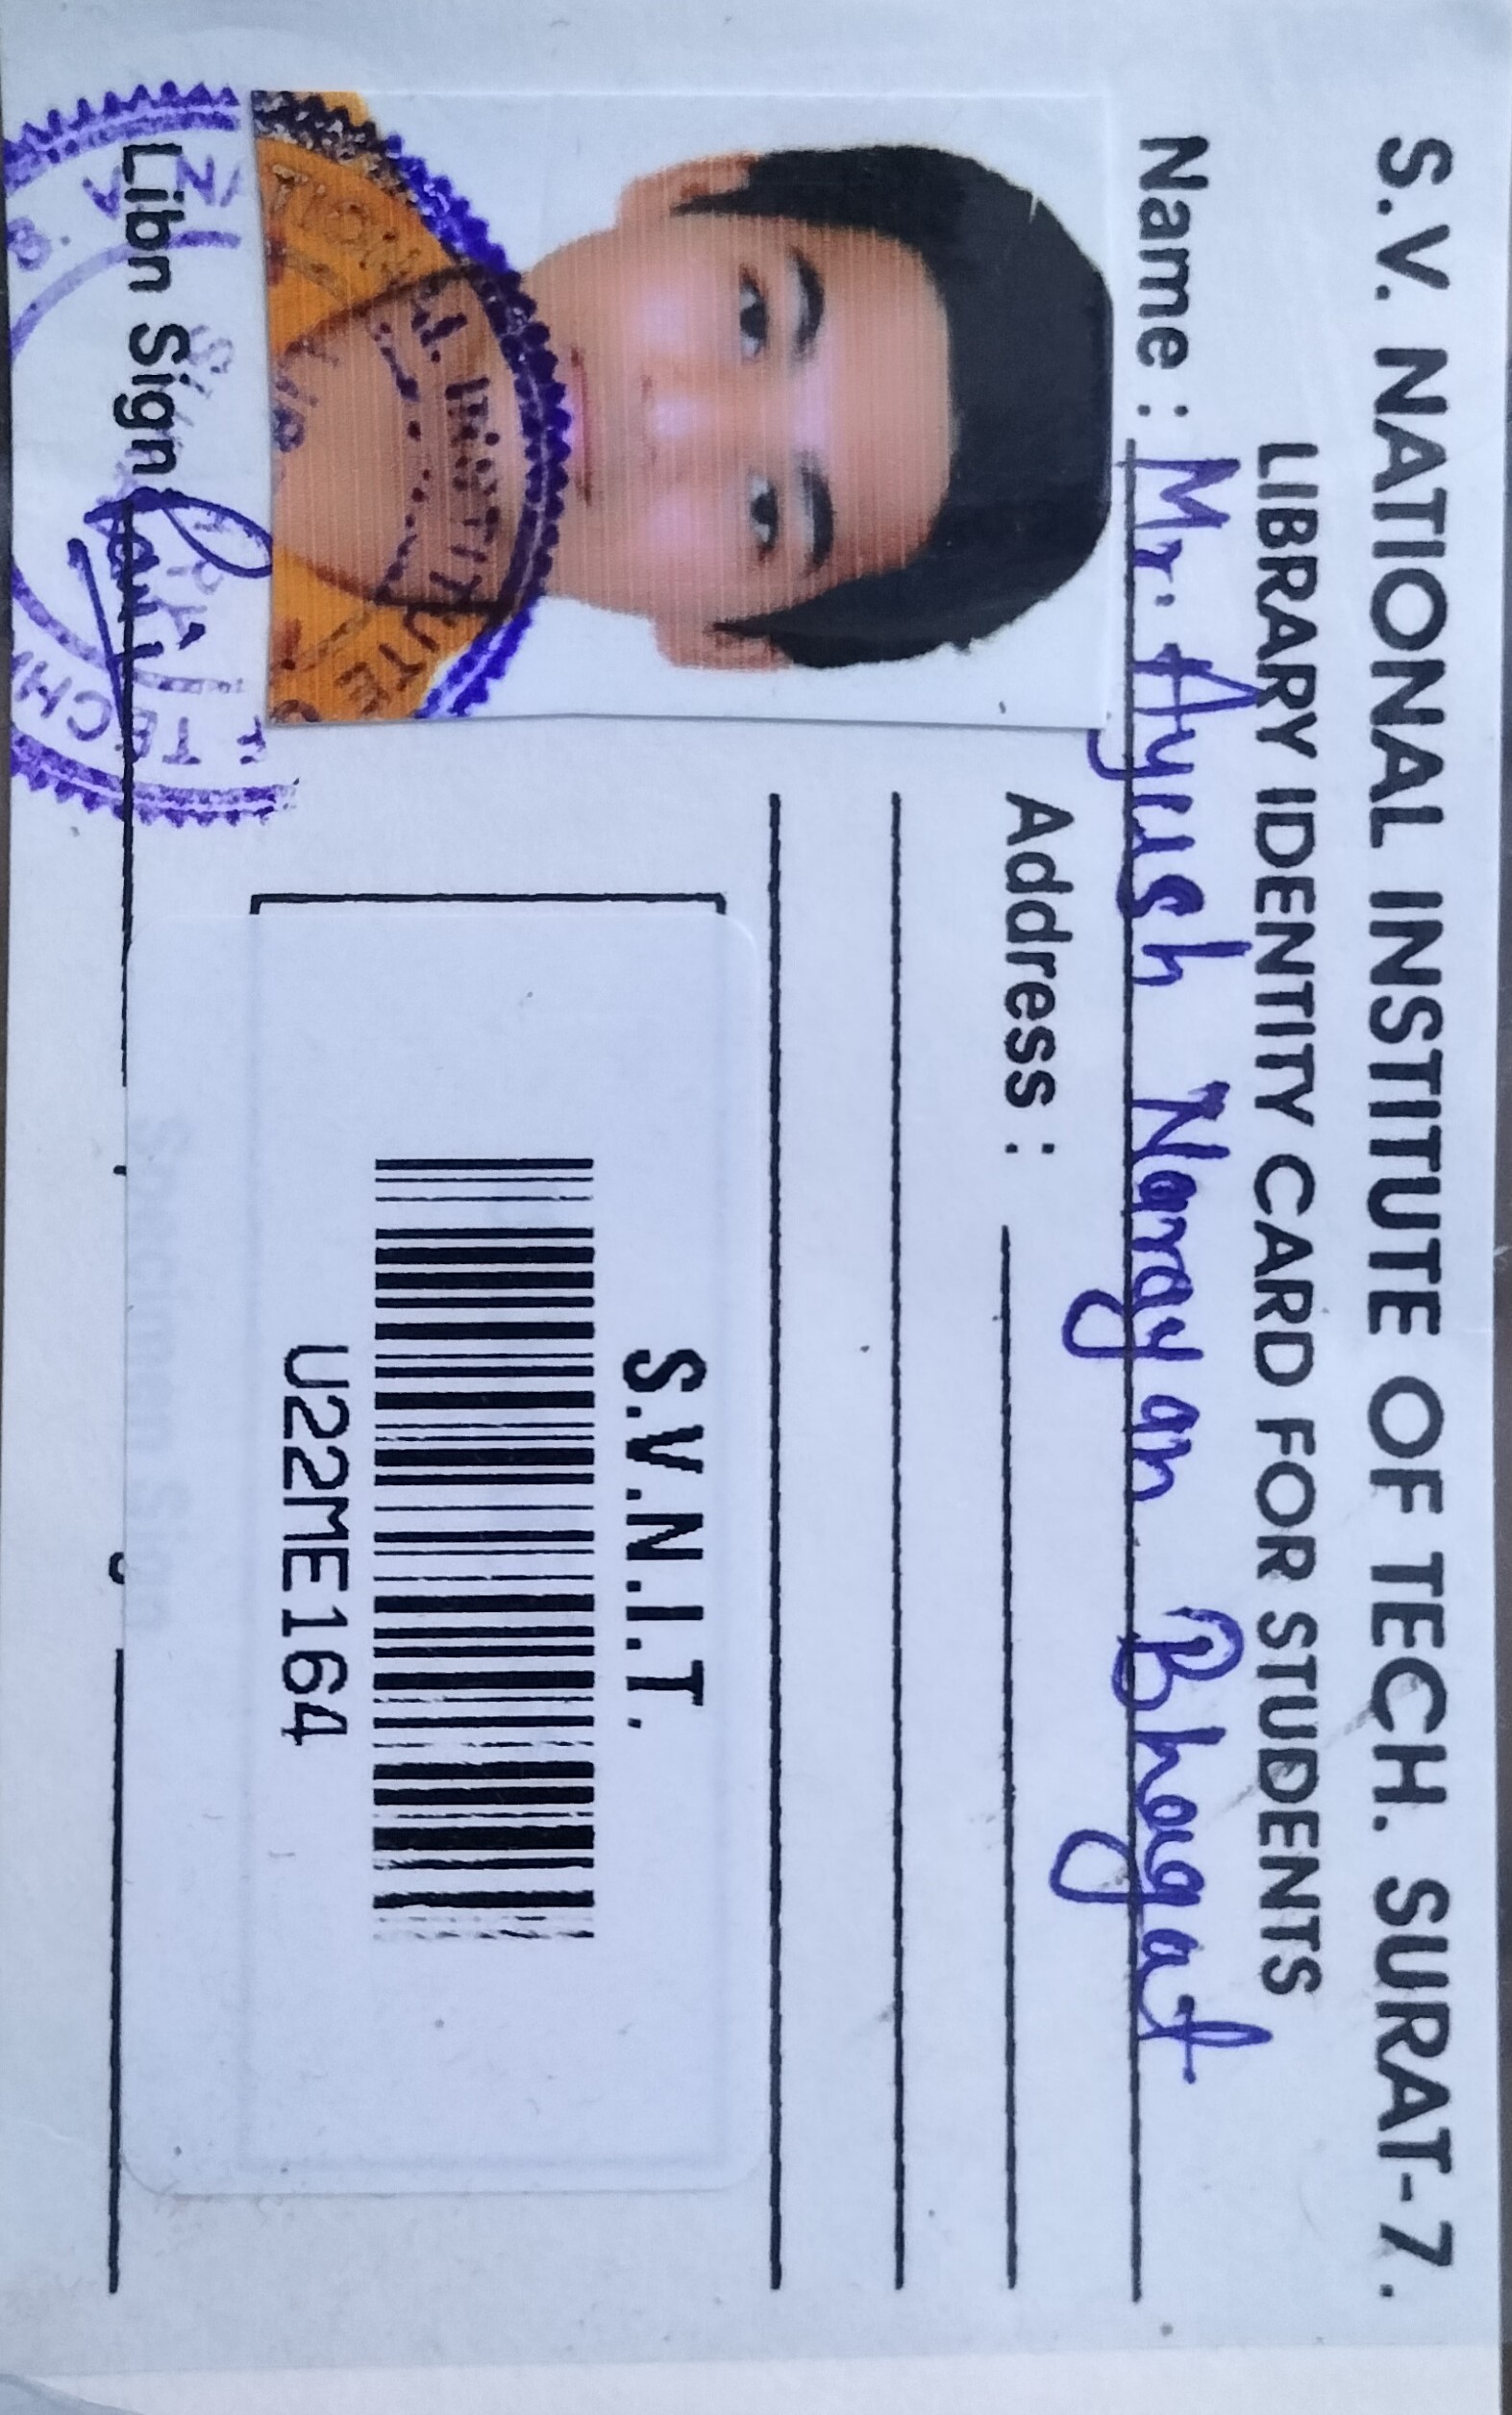 S.V. NATIONAL INSTITUTE OF TECH. SURAT-7.
LIBRARY IDENTITY CARD FOR STUDENTS
Name : Mr. Ayush Narayan Bhagat
Address :
S.V.N.I.T.
U22ME164
Specimen Sign
Libn Sign